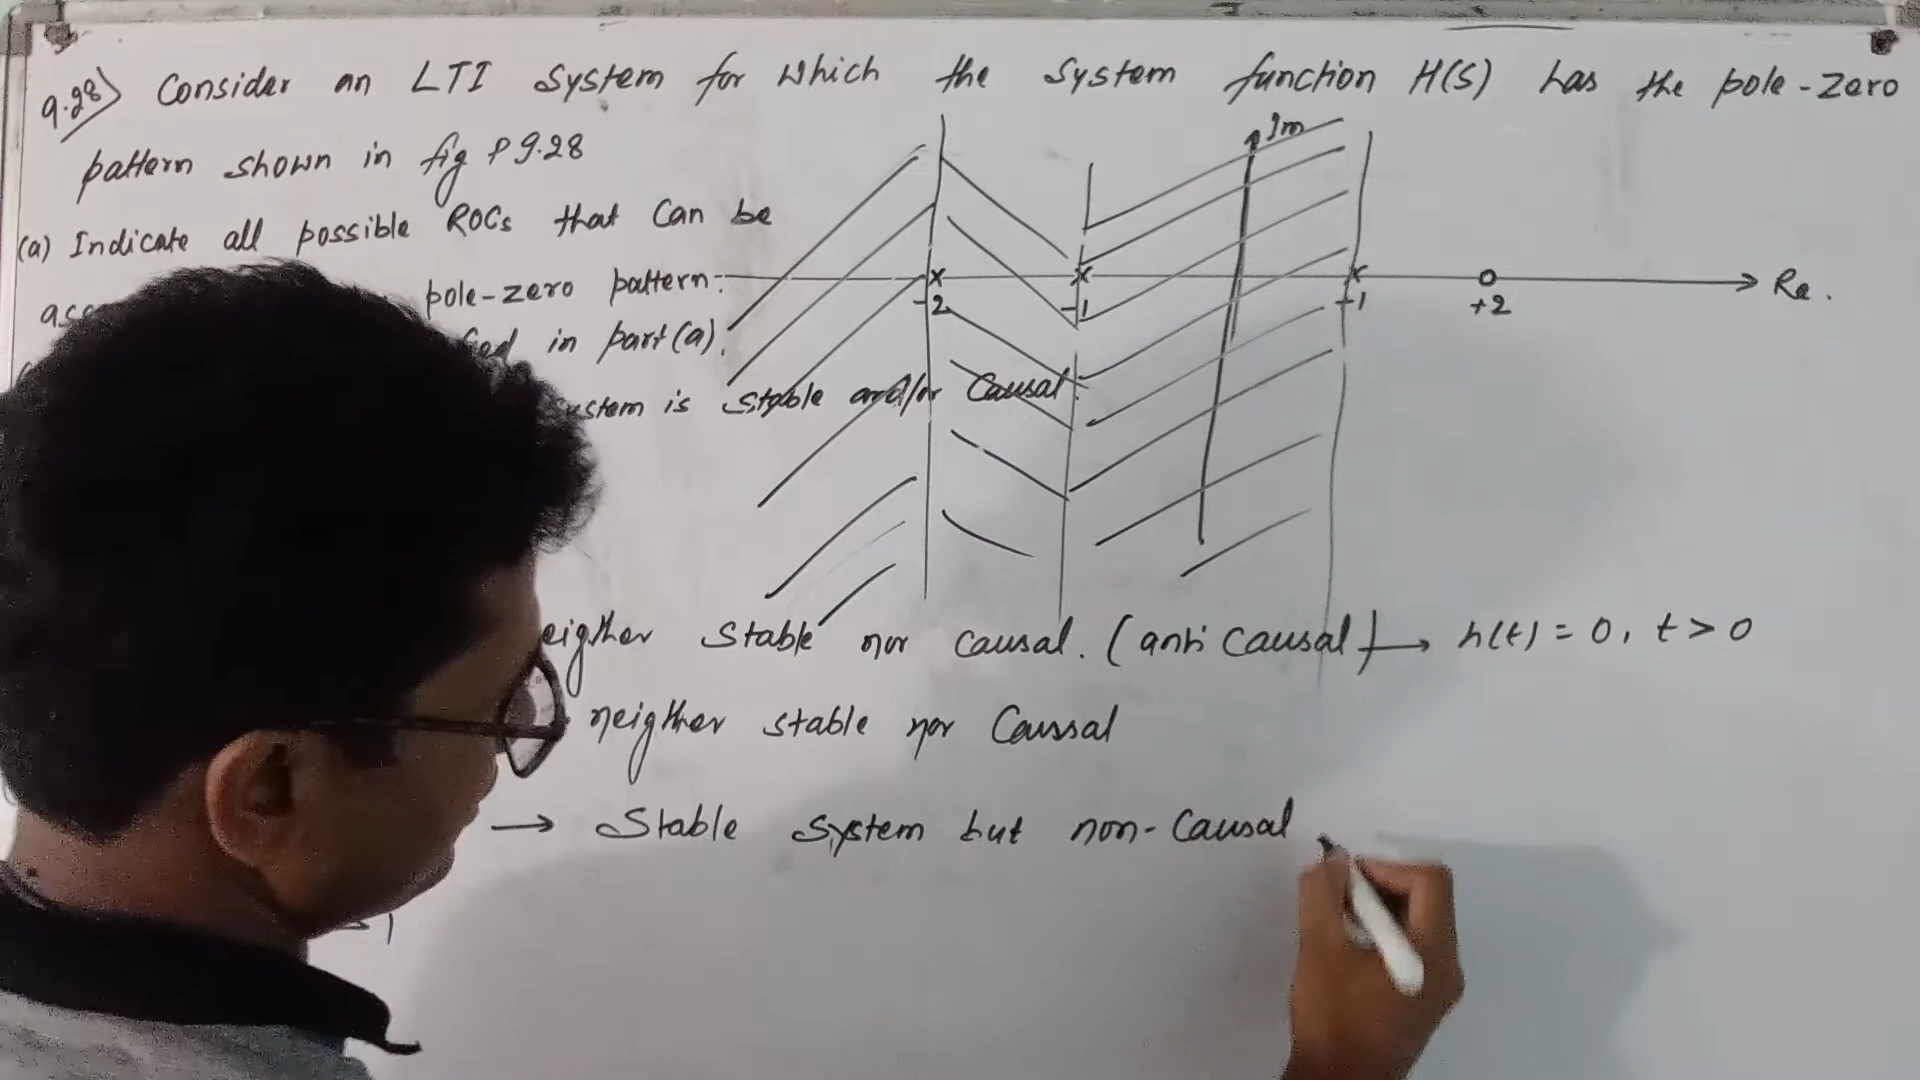 9.28) Consider an LTI System for which the System function H(S) has the pole-zero
pattern shown in fig P9.28
(a) Indicate all possible ROCs that Can be
pole-zero pattern:
in part(a).
is stable and/or Causal.
Im
x x x o Re.
-2 -1 +1 +2
Stable nor causal. (anti causal) → h(t) = 0, t > 0
neigther stable nor Caussal
→ Stable System but non-Causal